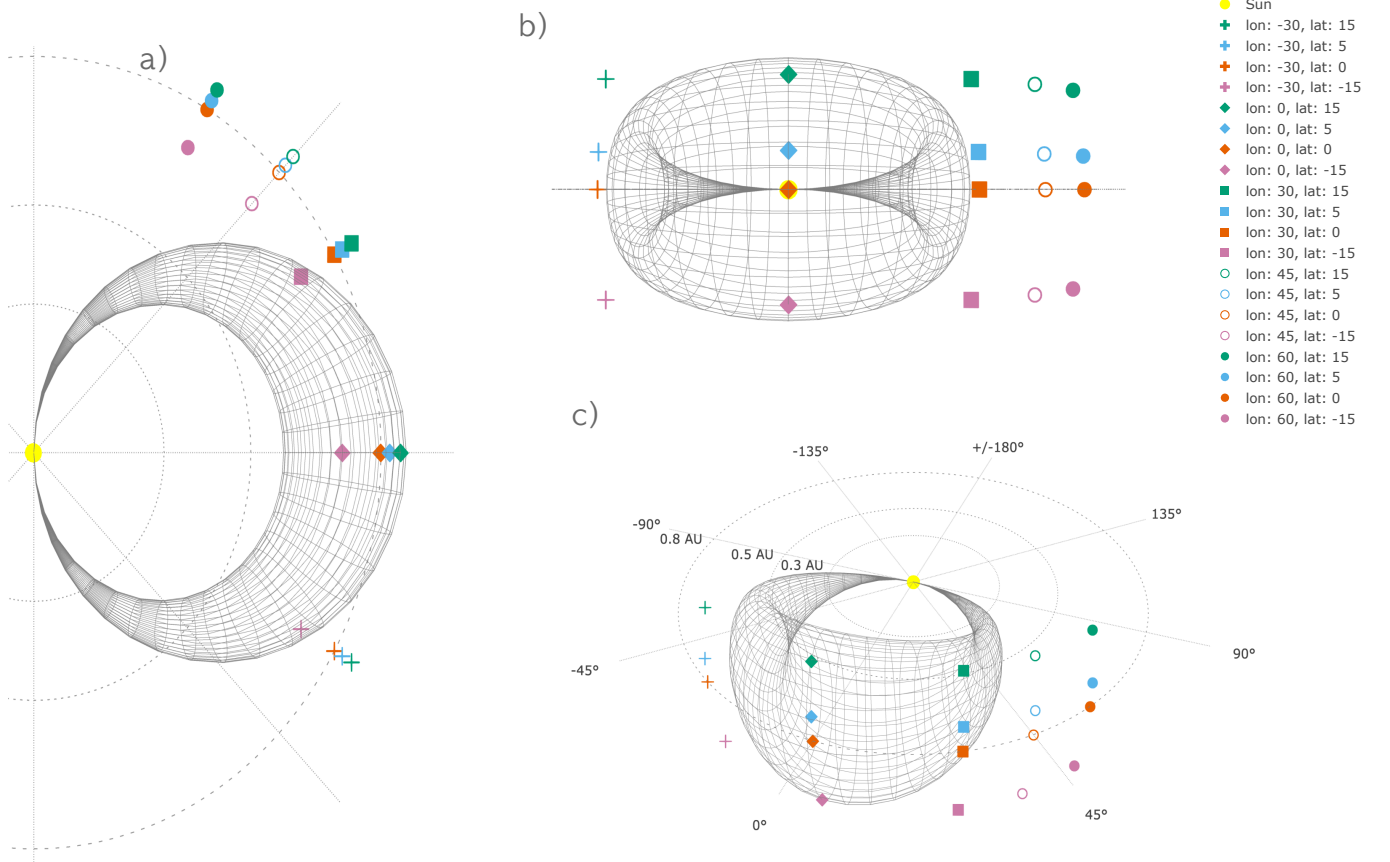 a)
b)
Sun
lon: -30, lat: 15
lon: -30, lat: 5
lon: -30, lat: 0
lon: -30, lat: -15
lon: 0, lat: 15
lon: 0, lat: 5
lon: 0, lat: 0
lon: 0, lat: -15
lon: 30, lat: 15
lon: 30, lat: 5
lon: 30, lat: 0
lon: 30, lat: -15
lon: 45, lat: 15
lon: 45, lat: 5
lon: 45, lat: 0
lon: 45, lat: -15
lon: 60, lat: 15
lon: 60, lat: 5
lon: 60, lat: 0
lon: 60, lat: -15
c)
-135°
+/-180°
135°
-90°
0.8 AU
0.5 AU
0.3 AU
90°
-45°
45°
0°